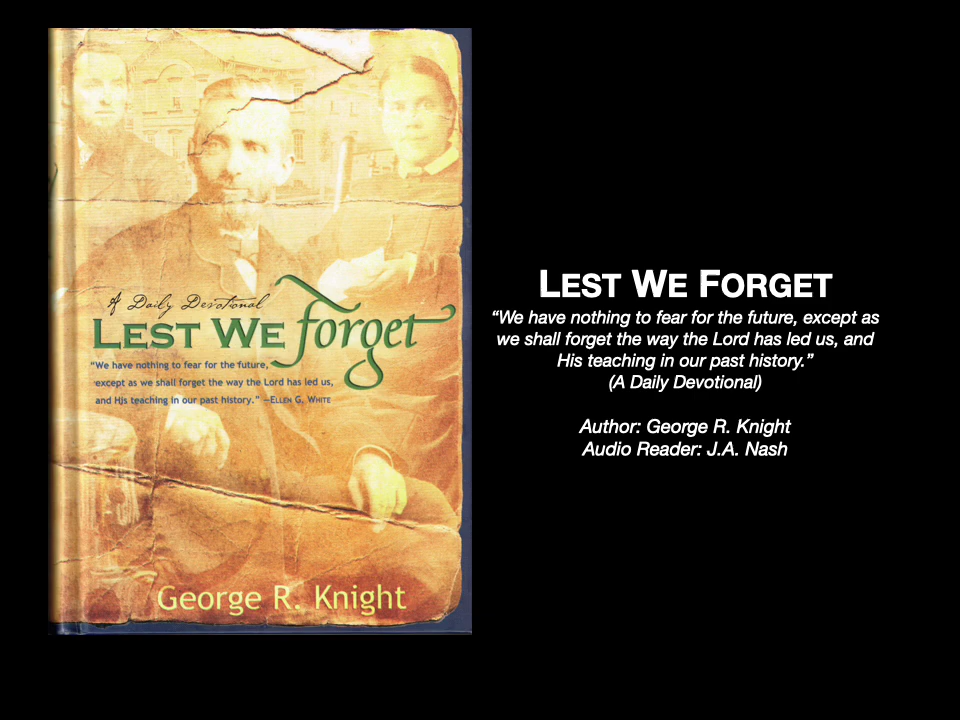 A Daily Devotional
LEST WE forget
"We have nothing to fear for the future,
except as we shall forget the way the Lord has led us,
and His teaching in our past history." —ELLEN G. WHITE
George R. Knight
LEST WE FORGET
“We have nothing to fear for the future, except as
we shall forget the way the Lord has led us, and
His teaching in our past history.”
(A Daily Devotional)
Author: George R. Knight
Audio Reader: J.A. Nash